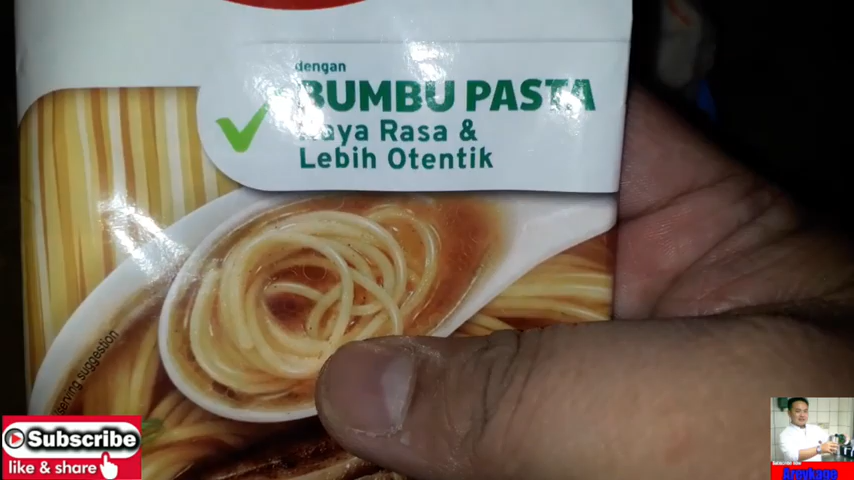 dengan
BUMBU PASTA
Kaya Rasa &
Lebih Otentik
serving suggestion
Subscribe
like & share